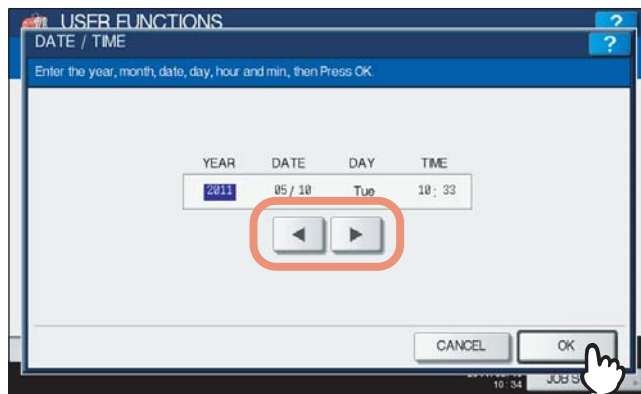 USER FUNCTIONS
?
DATE / TIME
?
Enter the year, month, date, day, hour and min, then Press OK.
YEAR DATE DAY TIME
2011 05/ 10 Tue 10: 33
CANCEL
OK
10:34
JOB S